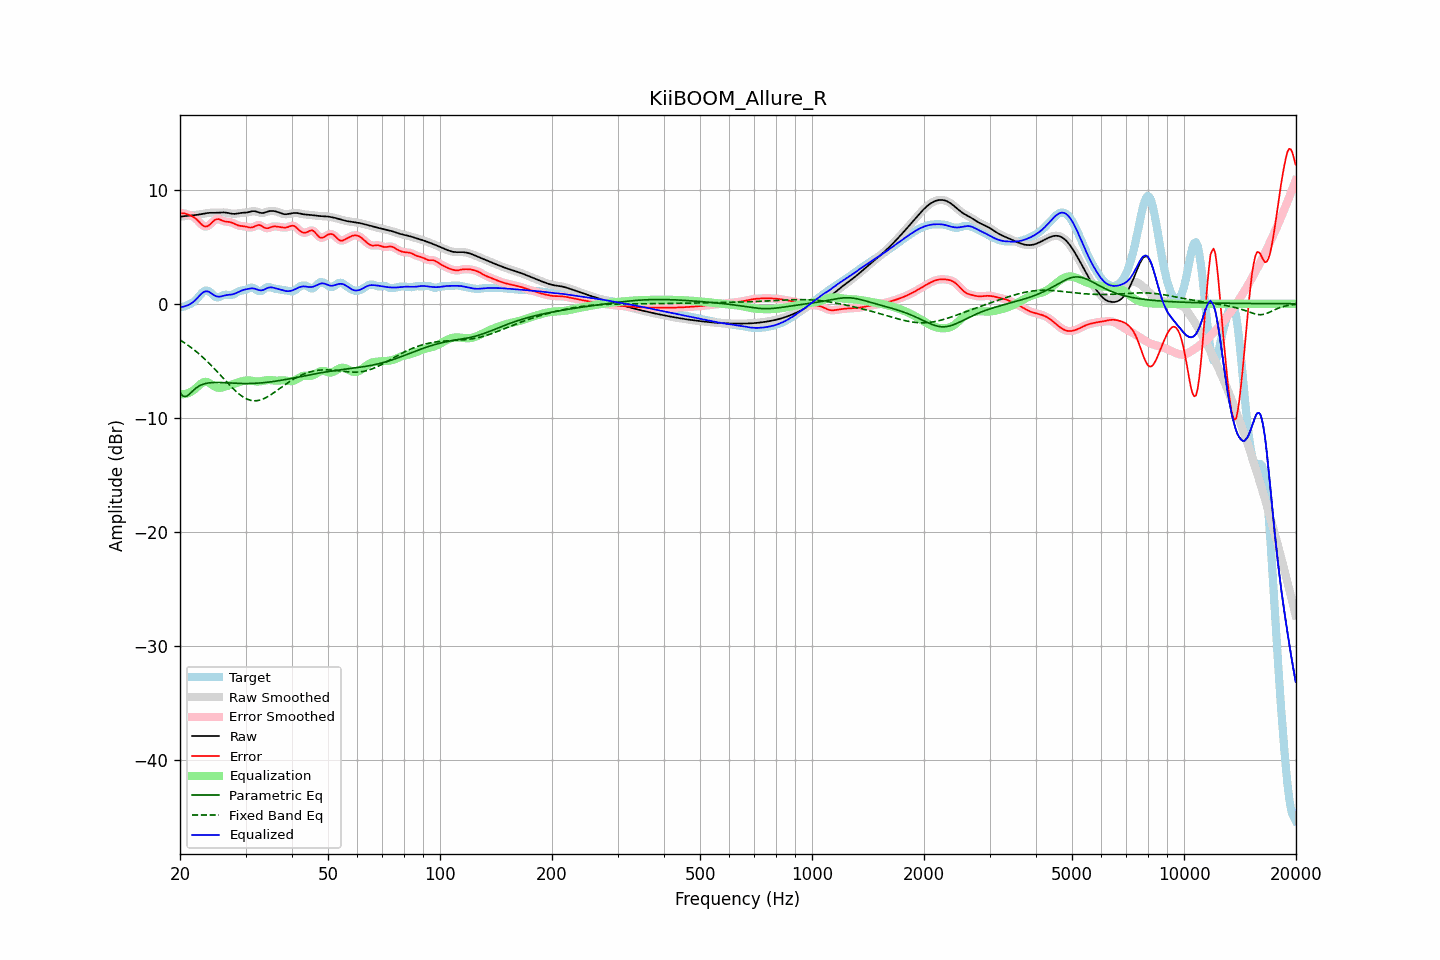 KiiBOOM_Allure_R
Amplitude (dBr)
10
0
−10
−20
−30
−40
Target
Raw Smoothed
Error Smoothed
Raw
Error
Equalization
Parametric Eq
Fixed Band Eq
Equalized
20 50 100 200 500 1000 2000 5000 10000 20000
Frequency (Hz)